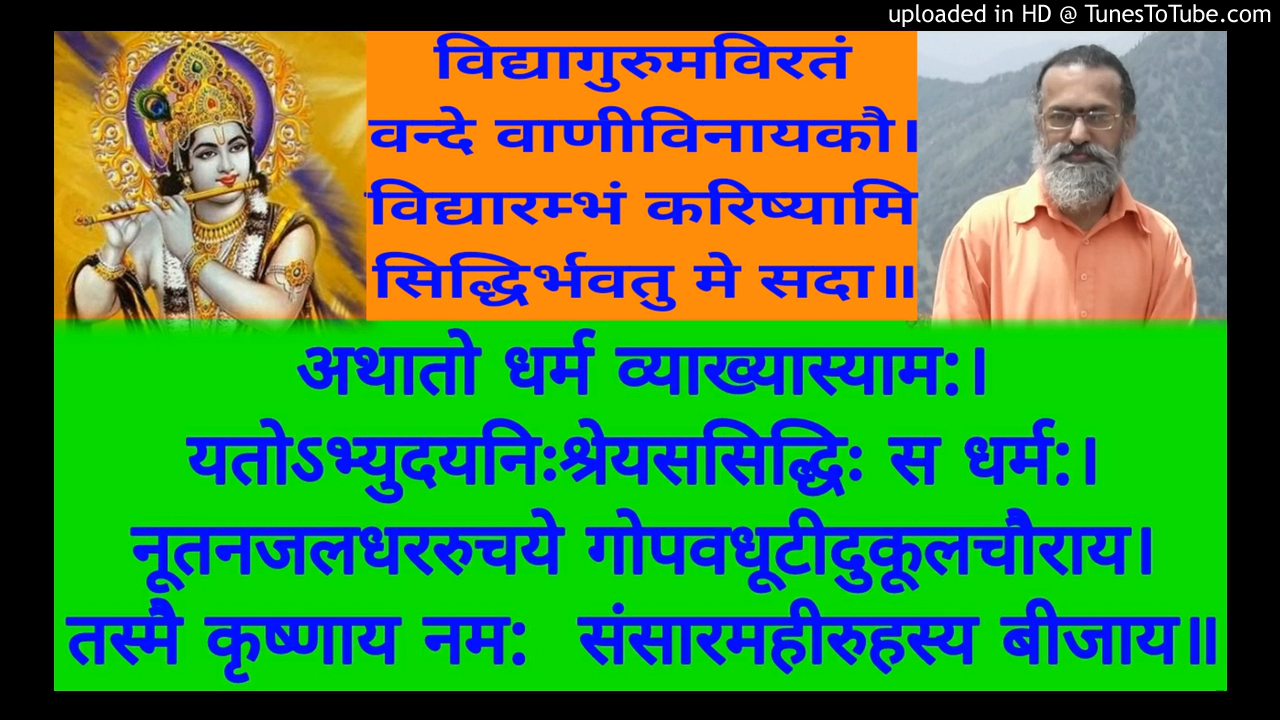 uploaded in HD @ TunesToTube.com
विद्यागुरुमविरतं
वन्दे वाणीविनायकौ।
विद्यारम्भं करिष्यामि
सिद्धिर्भवतु मे सदा॥
अथातो धर्म व्याख्यास्याम:।
यतोऽभ्युदयनिःश्रेयससिद्धिः स धर्म:।
नूतनजलधररुचये गोपवधूटीदुकूलचौराय।
तस्मै कृष्णाय नम: संसारमहीरुहस्य बीजाय॥